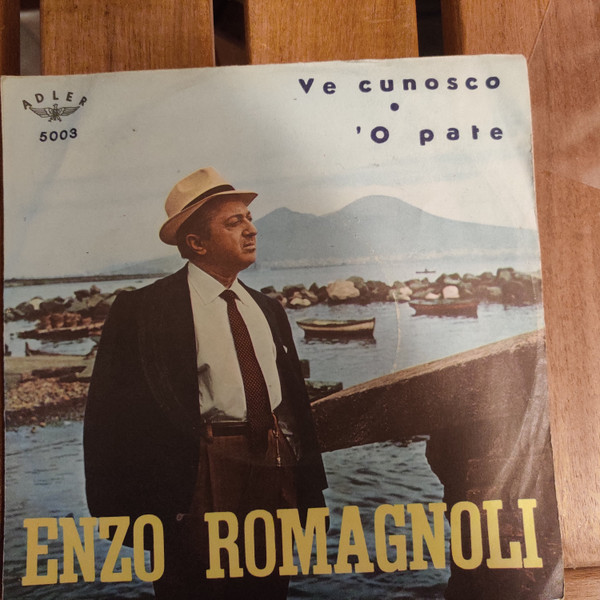 ADLER
5003
Ve cunosco
•
'O pate
ENZO ROMAGNOLI